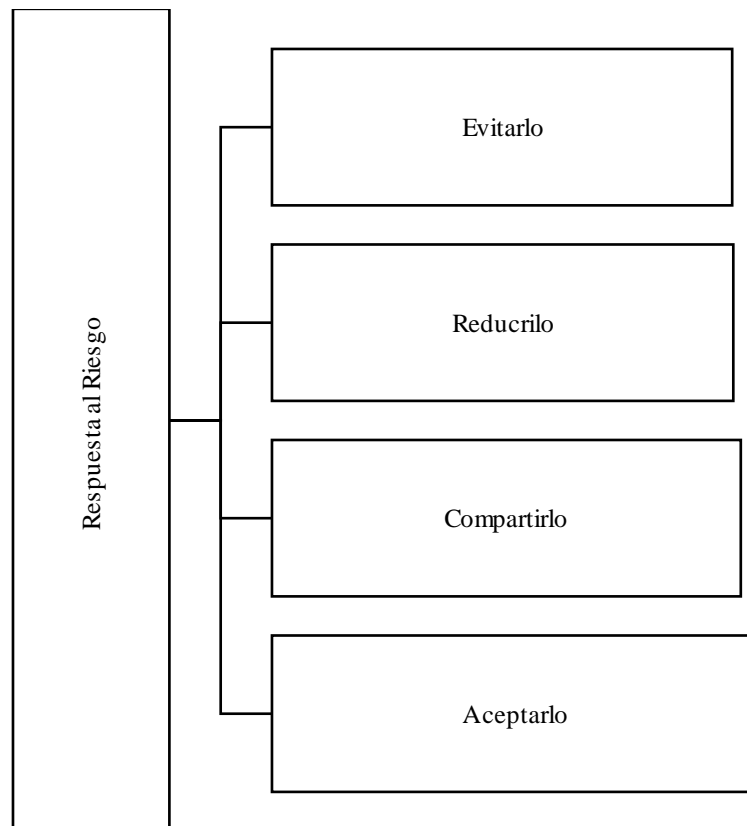 Respuesta al Riesgo
Evitarlo
Reducrilo
Compartirlo
Aceptarlo